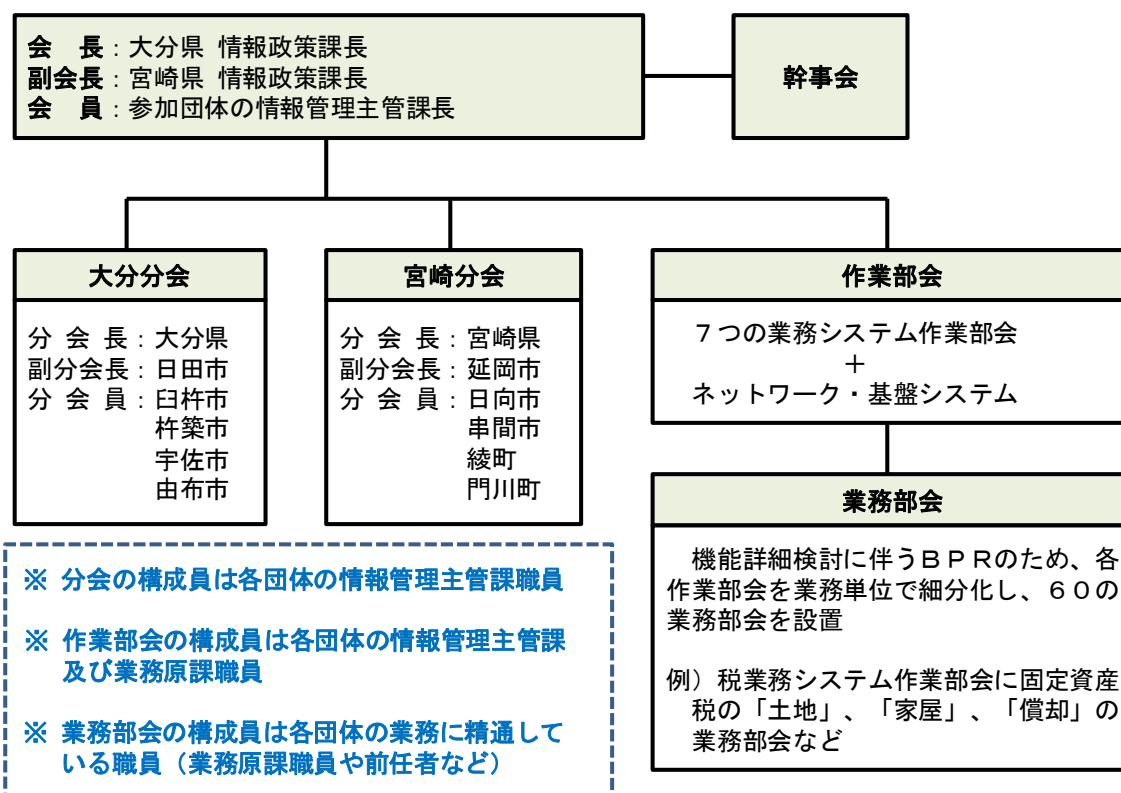 会　長：大分県 情報政策課長
副会長：宮崎県 情報政策課長
会　員：参加団体の情報管理主管課長
幹事会
大分分会
分 会 長：大分県
副分会長：日田市
分 会 員：臼杵市
杵築市
宇佐市
由布市
宮崎分会
分 会 長：宮崎県
副分会長：延岡市
分 会 員：日向市
串間市
綾町
門川町
作業部会
７つの業務システム作業部会
＋
ネットワーク・基盤システム
業務部会
機能詳細検討に伴うＢＰＲのため、各
作業部会を業務単位で細分化し、６０の
業務部会を設置
例）税業務システム作業部会に固定資産
税の「土地」、「家屋」、「償却」の
業務部会など
※ 分会の構成員は各団体の情報管理主管課職員
※ 作業部会の構成員は各団体の情報管理主管課
及び業務原課職員
※ 業務部会の構成員は各団体の業務に精通して
いる職員（業務原課職員や前任者など）